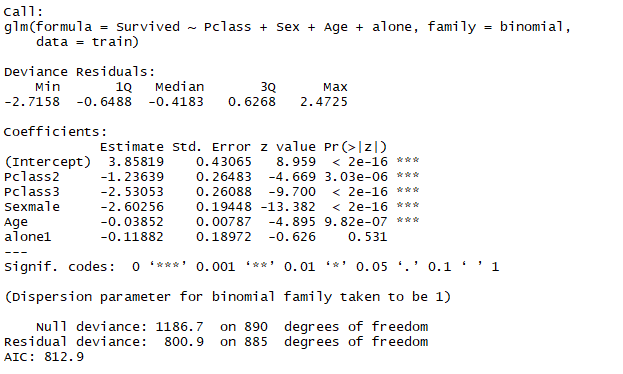 Call:
glm(formula = Survived ~ Pclass + Sex + Age + alone, family = binomial,
    data = train)
Deviance Residuals:
    Min      1Q  Median      3Q     Max
-2.7158 -0.6488 -0.4183  0.6268  2.4725
Coefficients:
            Estimate Std. Error z value Pr(>|z|)
(Intercept)  3.85819    0.43065   8.959  < 2e-16 ***
Pclass2     -1.23639    0.26483  -4.669 3.03e-06 ***
Pclass3     -2.53053    0.26088  -9.700  < 2e-16 ***
Sexmale     -2.60256    0.19448 -13.382  < 2e-16 ***
Age         -0.03852    0.00787  -4.895 9.82e-07 ***
alone1      -0.11882    0.18972  -0.626    0.531
---
Signif. codes:  0 ‘***’ 0.001 ‘**’ 0.01 ‘*’ 0.05 ‘.’ 0.1 ‘ ’ 1
(Dispersion parameter for binomial family taken to be 1)
    Null deviance: 1186.7  on 890  degrees of freedom
Residual deviance:  800.9  on 885  degrees of freedom
AIC: 812.9